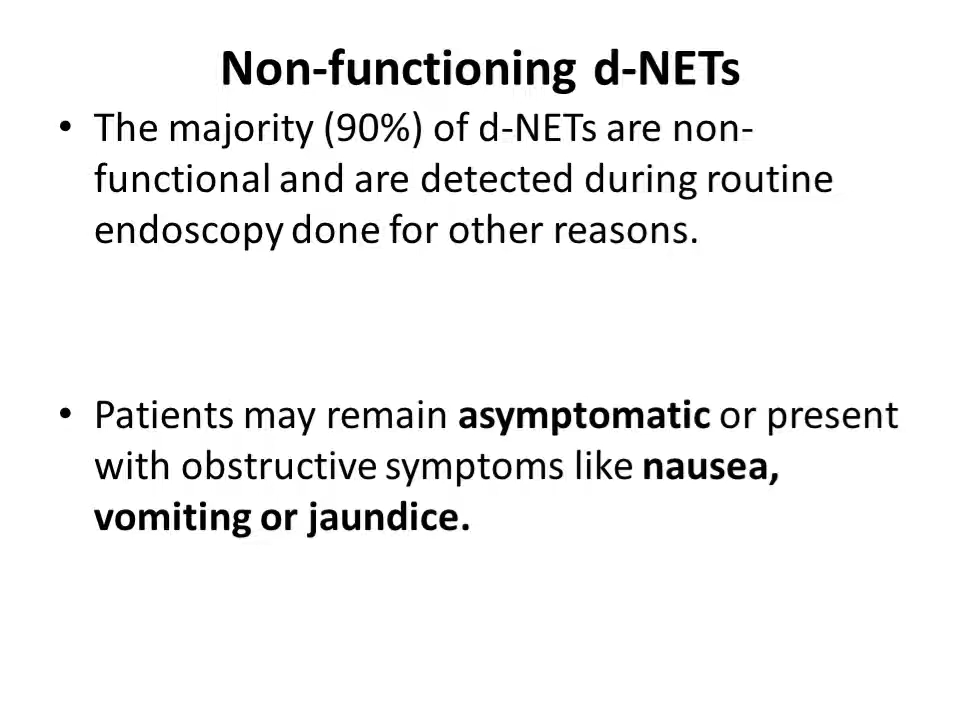 Non-functioning d-NETs
• The majority (90%) of d-NETs are non-
functional and are detected during routine
endoscopy done for other reasons.
• Patients may remain asymptomatic or present
with obstructive symptoms like nausea,
vomiting or jaundice.